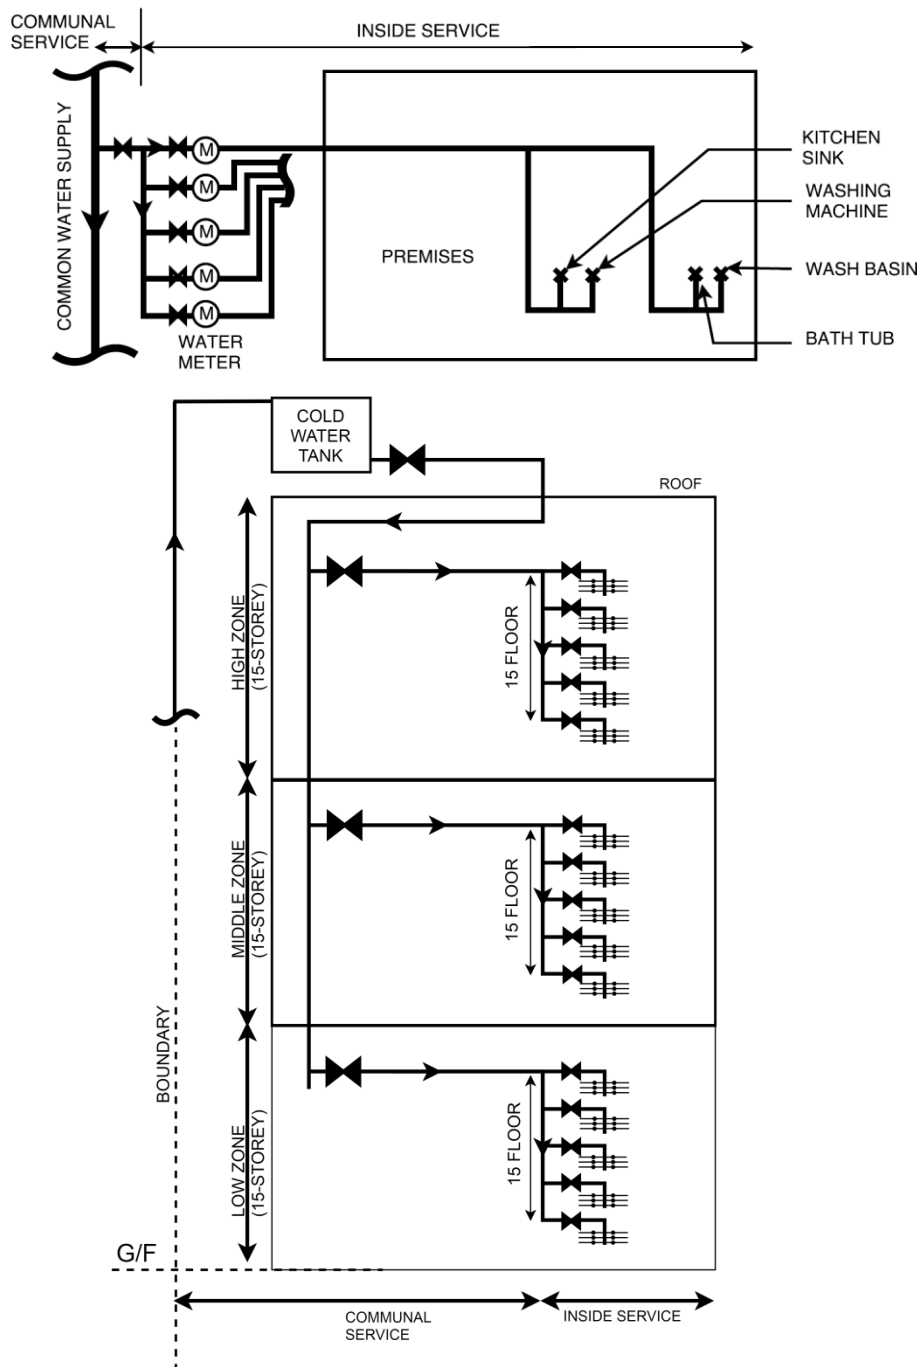 COMMUNAL
SERVICE
INSIDE SERVICE
COMMON WATER SUPPLY
M
M
M
M
M
WATER
METER
PREMISES
KITCHEN
SINK
WASHING
MACHINE
WASH BASIN
BATH TUB
COLD
WATER
TANK
ROOF
HIGH ZONE
(15-STOREY)
15 FLOOR
MIDDLE ZONE
(15-STOREY)
15 FLOOR
BOUNDARY
LOW ZONE
(15-STOREY)
15 FLOOR
G/F
COMMUNAL
SERVICE
INSIDE SERVICE